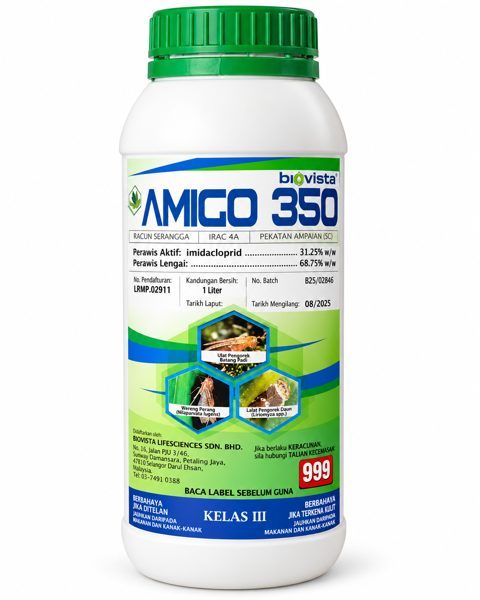 biovista®
AMIGO 350
RACUN SERANGGA | IRAC 4A | PEKATAN AMPAIAN (SC)
Perawis Aktif: imidacloprid .................... 31.25% w/w
Perawis Lengai: .................................... 68.75% w/w
No. Pendafturan: Kandungan Bersih: No. Batch B25/02846
LRMP.02911 1 Liter
Tarikh Laput: Tarikh Mengilang: 08/2025
Ulat Pengorek
Batang Padi
Wereng Perang
(Nilaparvata lugens)
Lalat Pengorek Daun
(Liriomyza spp.)
Didaftarkan oleh:
BIOVISTA LIFESCIENCES SDN. BHD.
No. 16, Jalan PJU 3/46,
Sunway Damansara, Petaling Jaya,
47810 Selangor Darul Ehsan,
Malaysia.
Tel: 03-7491 0388
Jika berlaku KERACUNAN,
sila hubungi TALIAN KECEMASAN
999
BACA LABEL SEBELUM GUNA
BERBAHAYA
JIKA DITELAN
JAUHKAN DARIPADA
MAKANAN DAN KANAK-KANAK
KELAS III
BERBAHAYA
JIKA TERKENA KULIT
JAUHKAN DARIPADA
MAKANAN DAN KANAK-KANAK